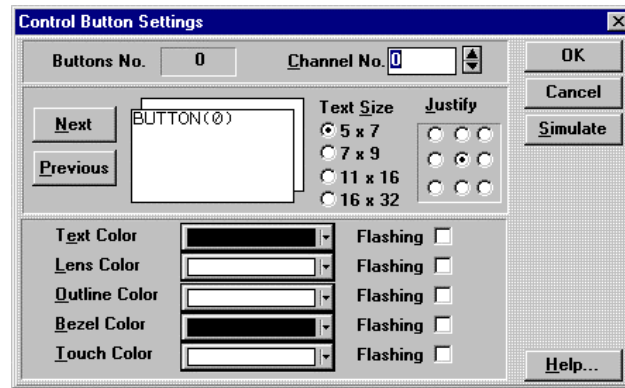 Control Button Settings
Buttons No. 0 Channel No. 0 OK
Cancel
Simulate
Next
Previous
BUTTON(0)
Text Size
5 x 7
7 x 9
11 x 16
16 x 32
Justify
Text Color Flashing
Lens Color Flashing
Outline Color Flashing
Bezel Color Flashing
Touch Color Flashing
Help...